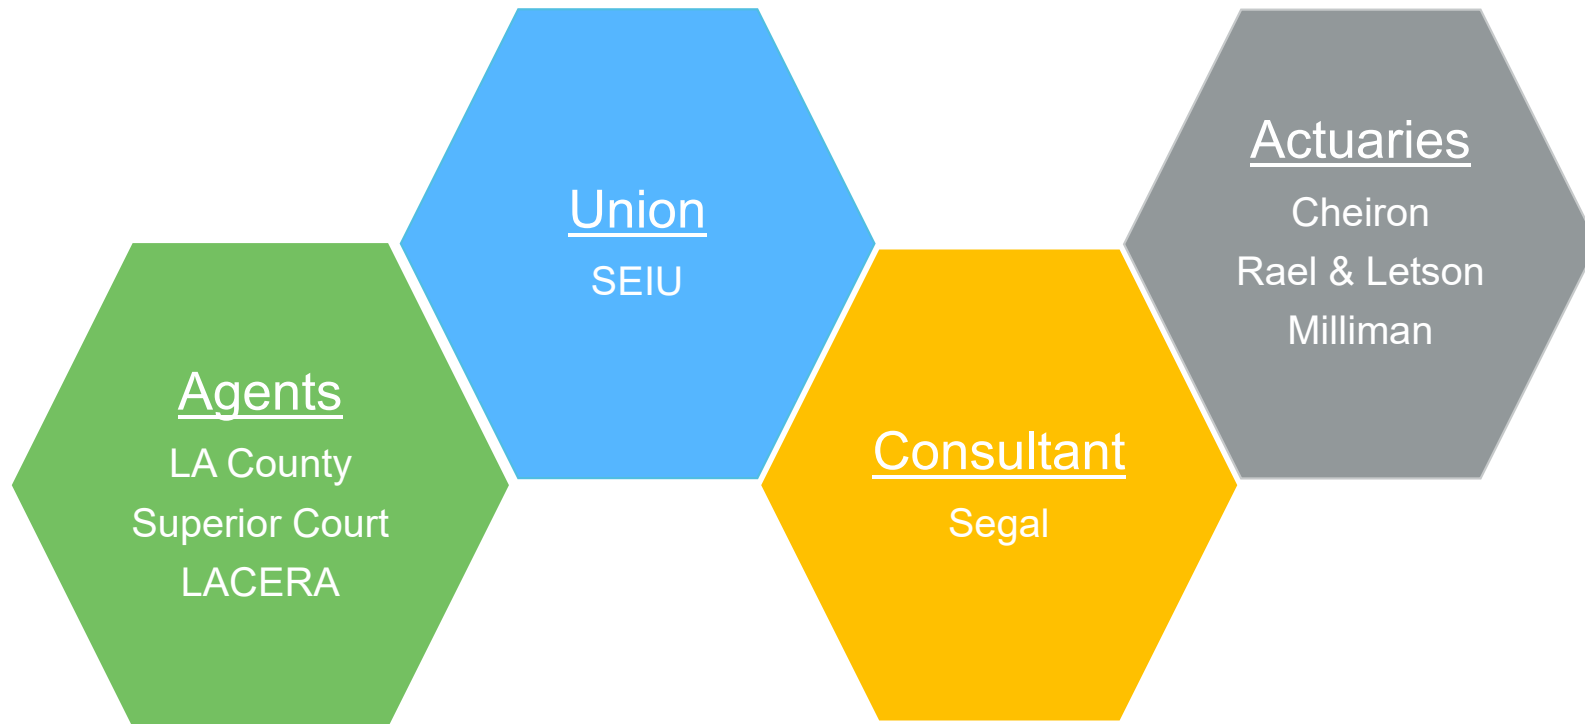 Agents
LA County
Superior Court
LACERA
Union
SEIU
Consultant
Segal
Actuaries
Cheiron
Rael & Letson
Milliman